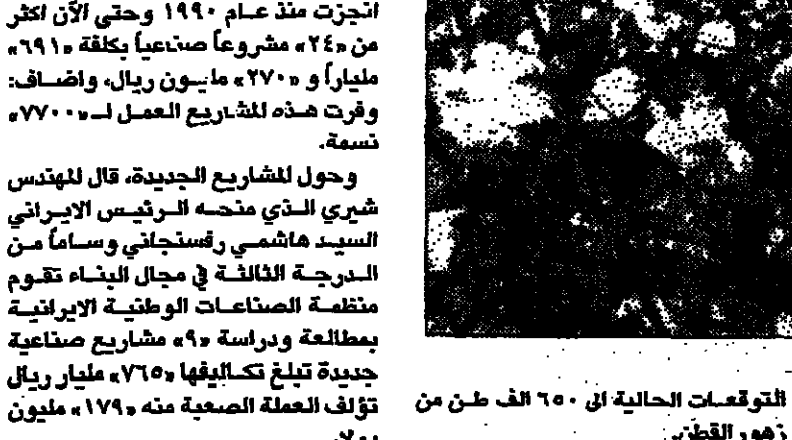 انجزت منذ عام ١٩٩٠ وحتى الآن اكثر
من «٢٤» مشروعاً صناعياً بكلفة «٦٩١»
ملياراً و «٢٧٠» مليون ريال، واضاف:
وفرت هذه المشاريع العمل لـ «٧٧٠٠»
نسمة.
وحول المشاريع الجديدة، قال المهندس
شيري الذي منحه الرئيس الايراني
السيد هاشمي رفسنجاني وساماً من
الدرجة الثالثة في مجال البناء تقوم
منظمة الصناعات الوطنية الايرانية
بمطالعة ودراسة «٩» مشاريع صناعية
جديدة تبلغ تكاليفها «٧٦٥» مليار ريال
تؤلف العملة الصعبة منه «١٧٩» مليون
التوقعات الحالية الى ٦٥٠ الف طن من
زهور القطن.